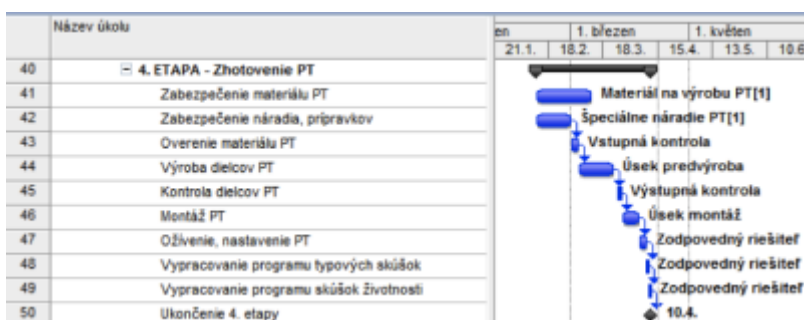 Název úkolu
en 1. březen 1. květen
21.1. 18.2. 18.3. 15.4. 13.5. 10.6
40 4. ETAPA - Zhotovenie PT
41 Zabezpečenie materiálu PT Materiál na výrobu PT[1]
42 Zabezpečenie náradia, prípravkov Špeciálne náradie PT[1]
43 Overenie materiálu PT Vstupná kontrola
44 Výroba dielcov PT Úsek predvýroba
45 Kontrola dielcov PT Výstupná kontrola
46 Montáž PT Úsek montáž
47 Oživenie, nastavenie PT Zodpovedný riešiteľ
48 Vypracovanie programu typových skúšok Zodpovedný riešiteľ
49 Vypracovanie programu skúšok životnosti Zodpovedný riešiteľ
50 Ukončenie 4. etapy 10.4.